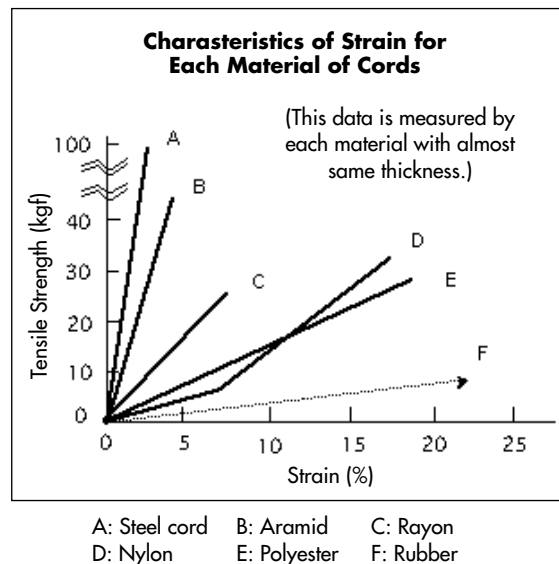 Charasteristics of Strain for
Each Material of Cords
(This data is measured by
each material with almost
same thickness.)
Tensile Strength (kgf)
100
40
30
20
10
0
A
B
C
D
E
F
0 5 10 15 20 25
Strain (%)
A: Steel cord B: Aramid C: Rayon
D: Nylon E: Polyester F: Rubber